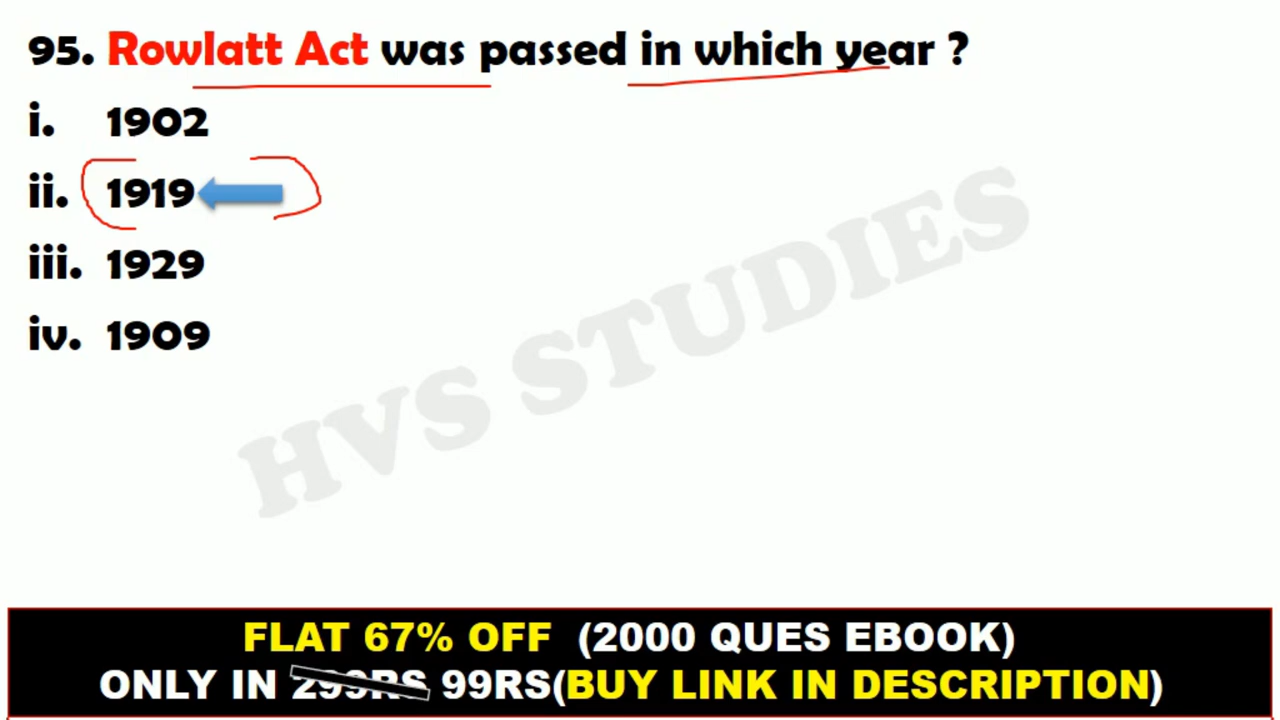 95. Rowlatt Act was passed in which year ?
i. 1902
ii. 1919
iii. 1929
iv. 1909
HVS STUDIES
FLAT 67% OFF (2000 QUES EBOOK)
ONLY IN 299RS 99RS(BUY LINK IN DESCRIPTION)